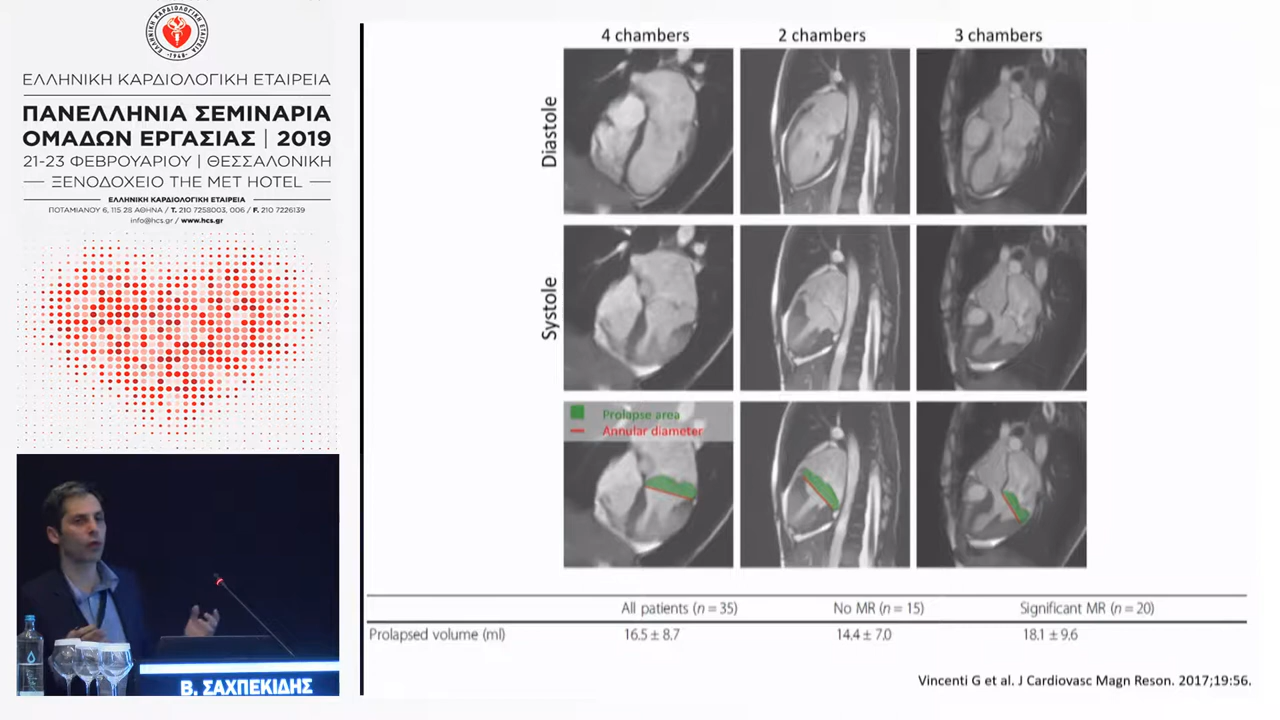 ΕΛΛΗΝΙΚΗ ΚΑΡΔΙΟΛΟΓΙΚΗ ΕΤΑΙΡΕΙΑ
ΕΛΛΗΝΙΚΗ ΚΑΡΔΙΟΛΟΓΙΚΗ ΕΤΑΙΡΕΙΑ
ΠΑΝΕΛΛΗΝΙΑ ΣΕΜΙΝΑΡΙΑ
ΟΜΑΔΩΝ ΕΡΓΑΣΙΑΣ | 2019
21-23 ΦΕΒΡΟΥΑΡΙΟΥ | ΘΕΣΣΑΛΟΝΙΚΗ
ΞΕΝΟΔΟΧΕΙΟ THE MET HOTEL
ΕΛΛΗΝΙΚΗ ΚΑΡΔΙΟΛΟΓΙΚΗ ΕΤΑΙΡΕΙΑ
ΠΟΤΑΜΙΑΝΟΥ 6, 115 28 ΑΘΗΝΑ / T. 210 7258003, 006 / F. 210 7226139
info@hcs.gr / www.hcs.gr
Β. ΣΑΧΠΕΚΙΔΗΣ
4 chambers
2 chambers
3 chambers
Diastole
Systole
Prolapse area
Annular diameter
All patients (n = 35)
No MR (n = 15)
Significant MR (n = 20)
Prolapsed volume (ml)
16.5 ± 8.7
14.4 ± 7.0
18.1 ± 9.6
Vincenti G et al. J Cardiovasc Magn Reson. 2017;19:56.